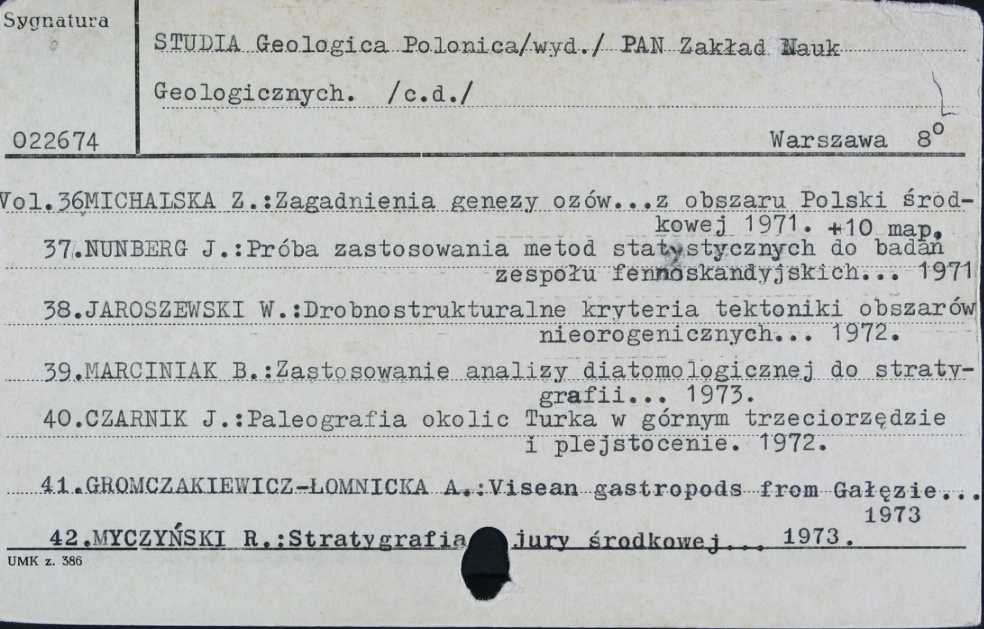 Sygnatura
STUDIA Geologica Polonica/wyd./ PAN Zakład Nauk
Geologicznych. /c.d./
022674
Warszawa 8°
Vol.36MICHALSKA Z.:Zagadnienia genezy ozów...z obszaru Polski środ-
kowej 1971. +10 map.
37.NUNBERG J.:Próba zastosowania metod statystycznych do badań
zespołu fennoskandyjskich... 1971
38.JAROSZEWSKI W.:Drobnostrukturalne kryteria tektoniki obszarów
nieorogenicznych... 1972.
39.MARCINIAK B.:Zastosowanie analizy diatomologicznej do straty-
grafii... 1973.
40.CZARNIK J.:Paleografia okolic Turka w górnym trzeciorzędzie
i plejstocenie. 1972.
41.GROMCZAKIEWICZ-ŁOMNICKA A.:Visean gastropods from Gałęzie...
1973
42.MYCZYŃSKI R.:Stratygrafia jury środkowej... 1973.
UMK z. 386